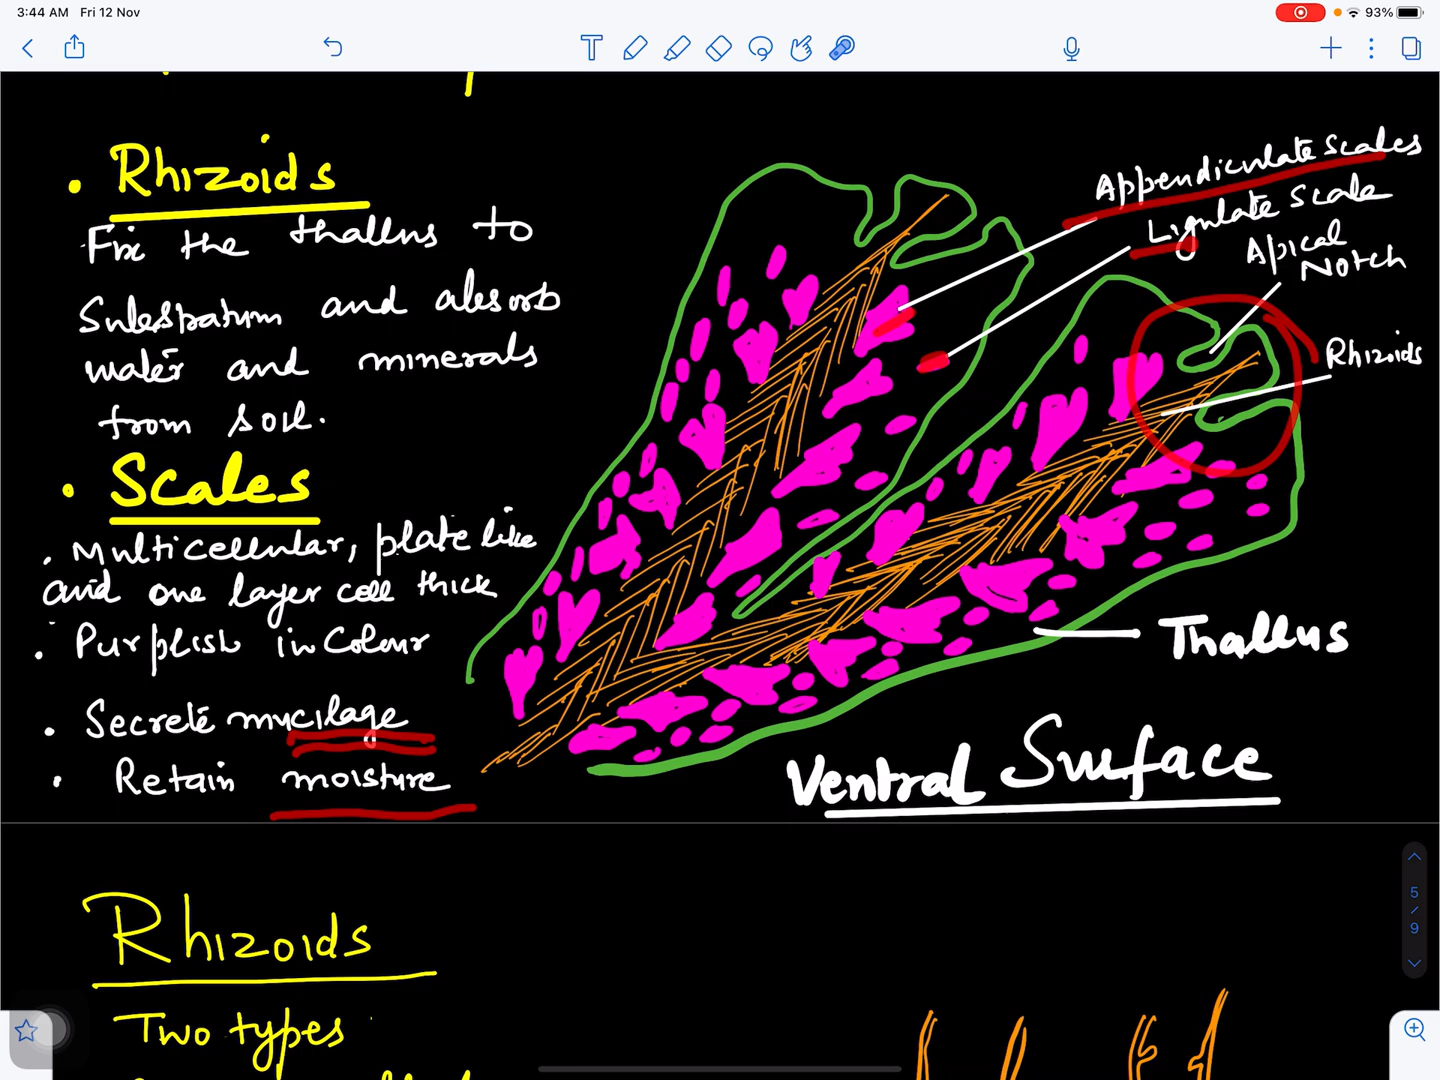 3:44 AM Fri 12 Nov
93%
T
• Rhizoids
Fix the thallus to
Substratum and absorb
water and minerals
from soil.
• Scales
. Multicellular, plate like
and one layer cell thick
. Purplish in Colour
. Secrete mucilage
. Retain moisture
Appendiculate Scales
Ligulate Scale
Apical
Notch
Rhizoids
Thallus
Ventral Surface
5
/
9
Rhizoids
Two types